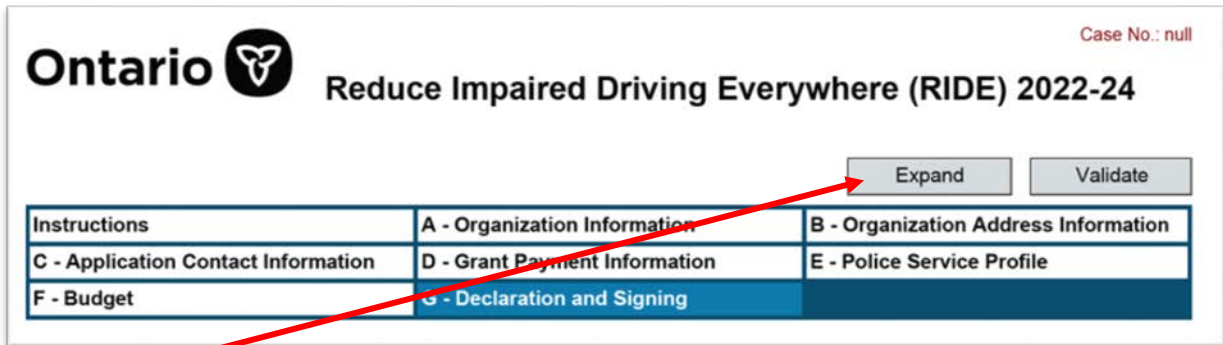 Case No.: null
Ontario
Reduce Impaired Driving Everywhere (RIDE) 2022-24
Expand Validate
Instructions A - Organization Information B - Organization Address Information
C - Application Contact Information D - Grant Payment Information E - Police Service Profile
F - Budget G - Declaration and Signing